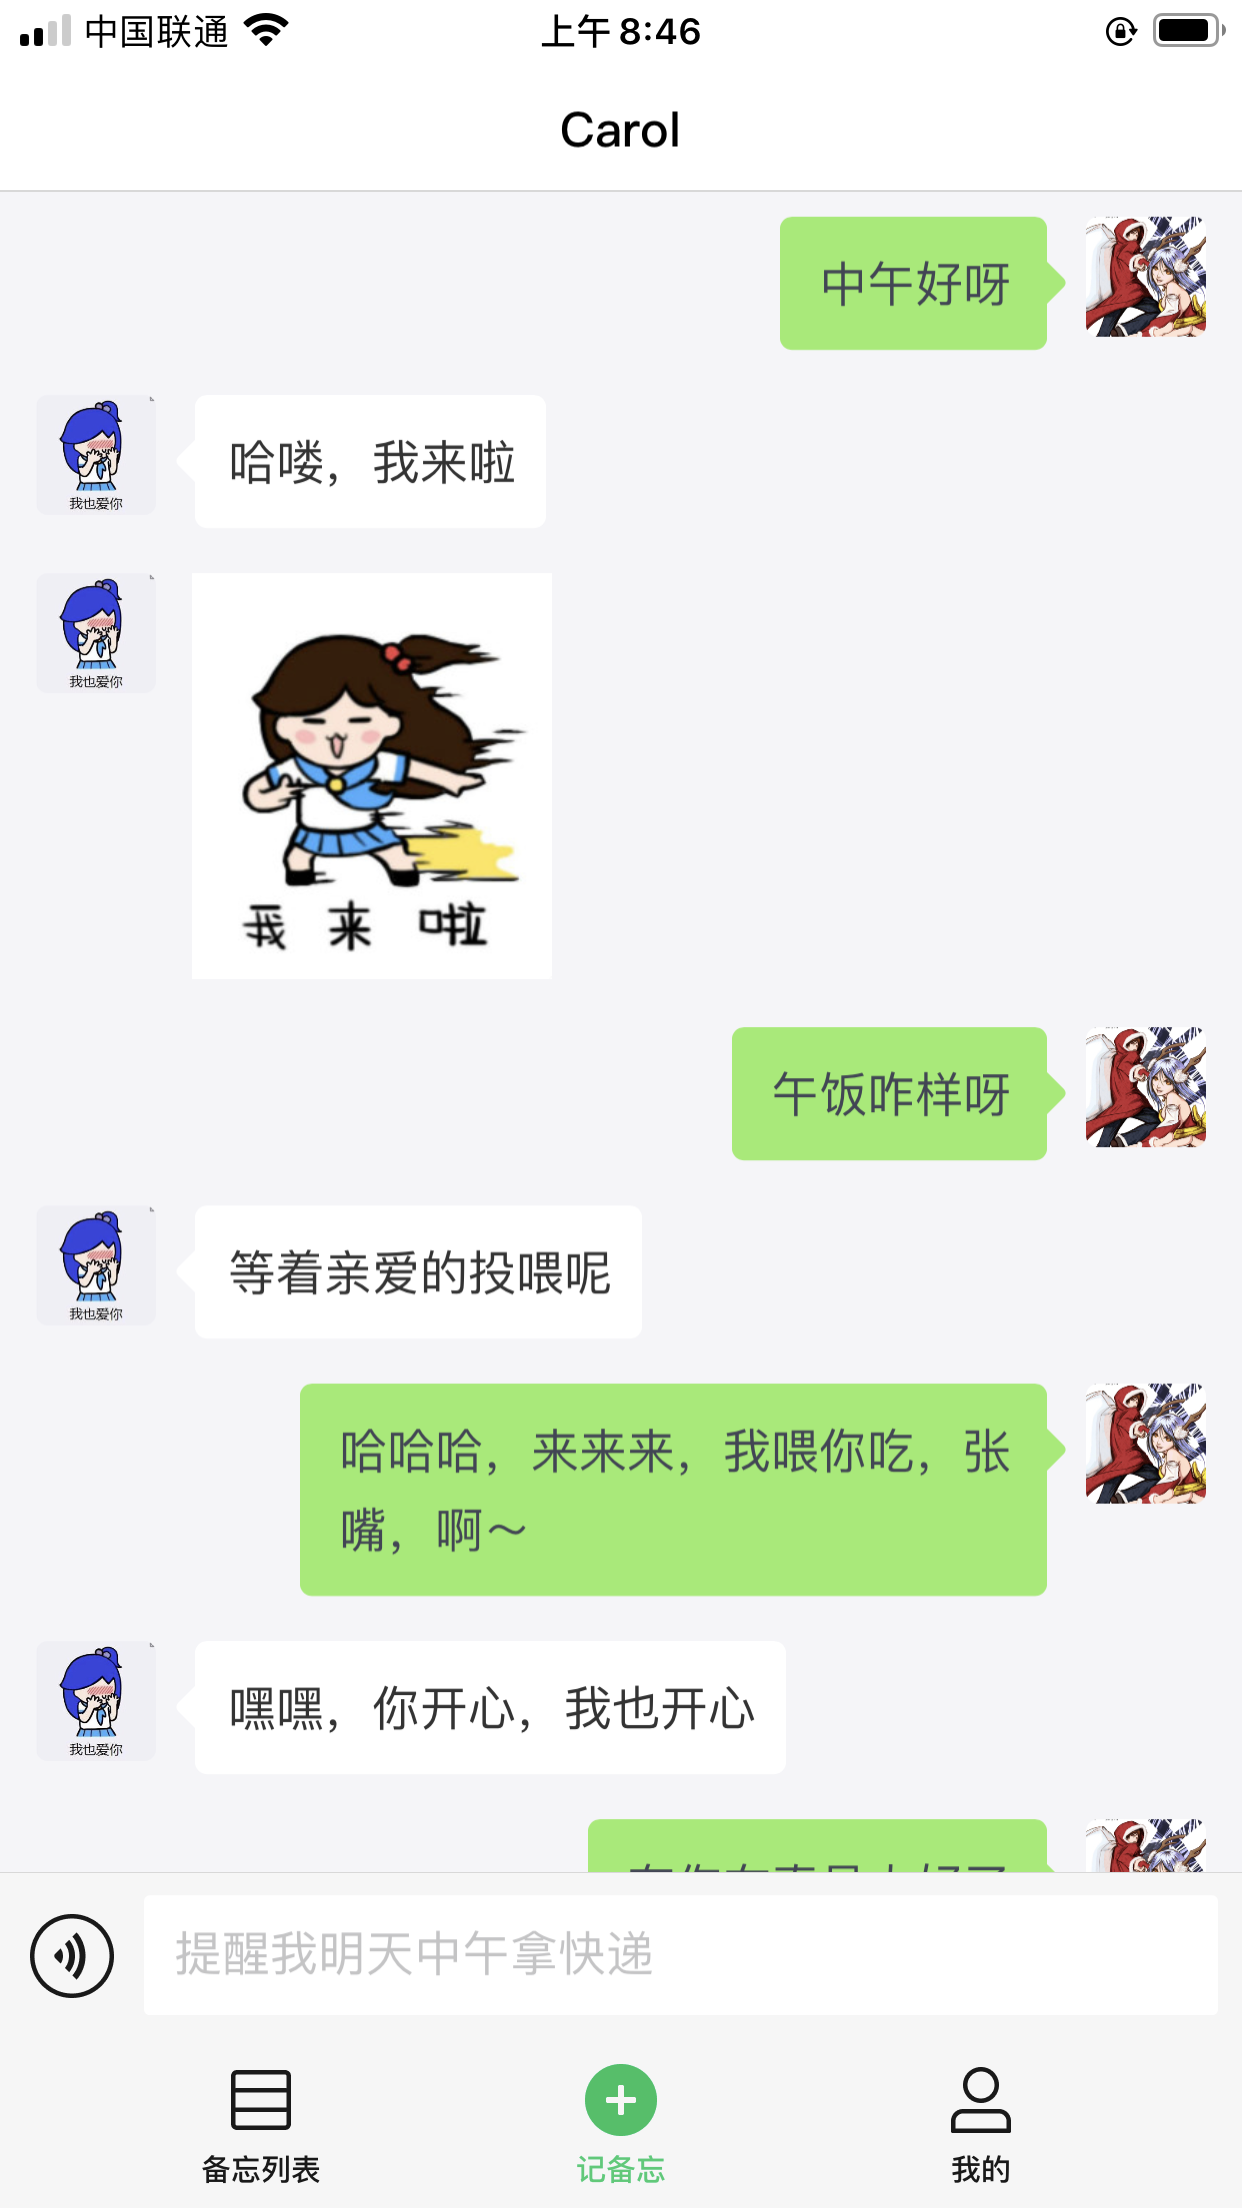 中国联通
上午 8:46
Carol
中午好呀
哈喽，我来啦
我也爱你
我也爱你
我 来 啦
午饭咋样呀
等着亲爱的投喂呢
我也爱你
哈哈哈，来来来，我喂你吃，张
嘴，啊～
嘿嘿，你开心，我也开心
我也爱你
提醒我明天中午拿快递
备忘列表
记备忘
我的